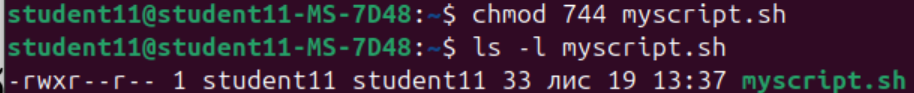 student11@student11-MS-7D48:~$ chmod 744 myscript.sh
student11@student11-MS-7D48:~$ ls -l myscript.sh
-rwxr--r-- 1 student11 student11 33 лис 19 13:37 myscript.sh